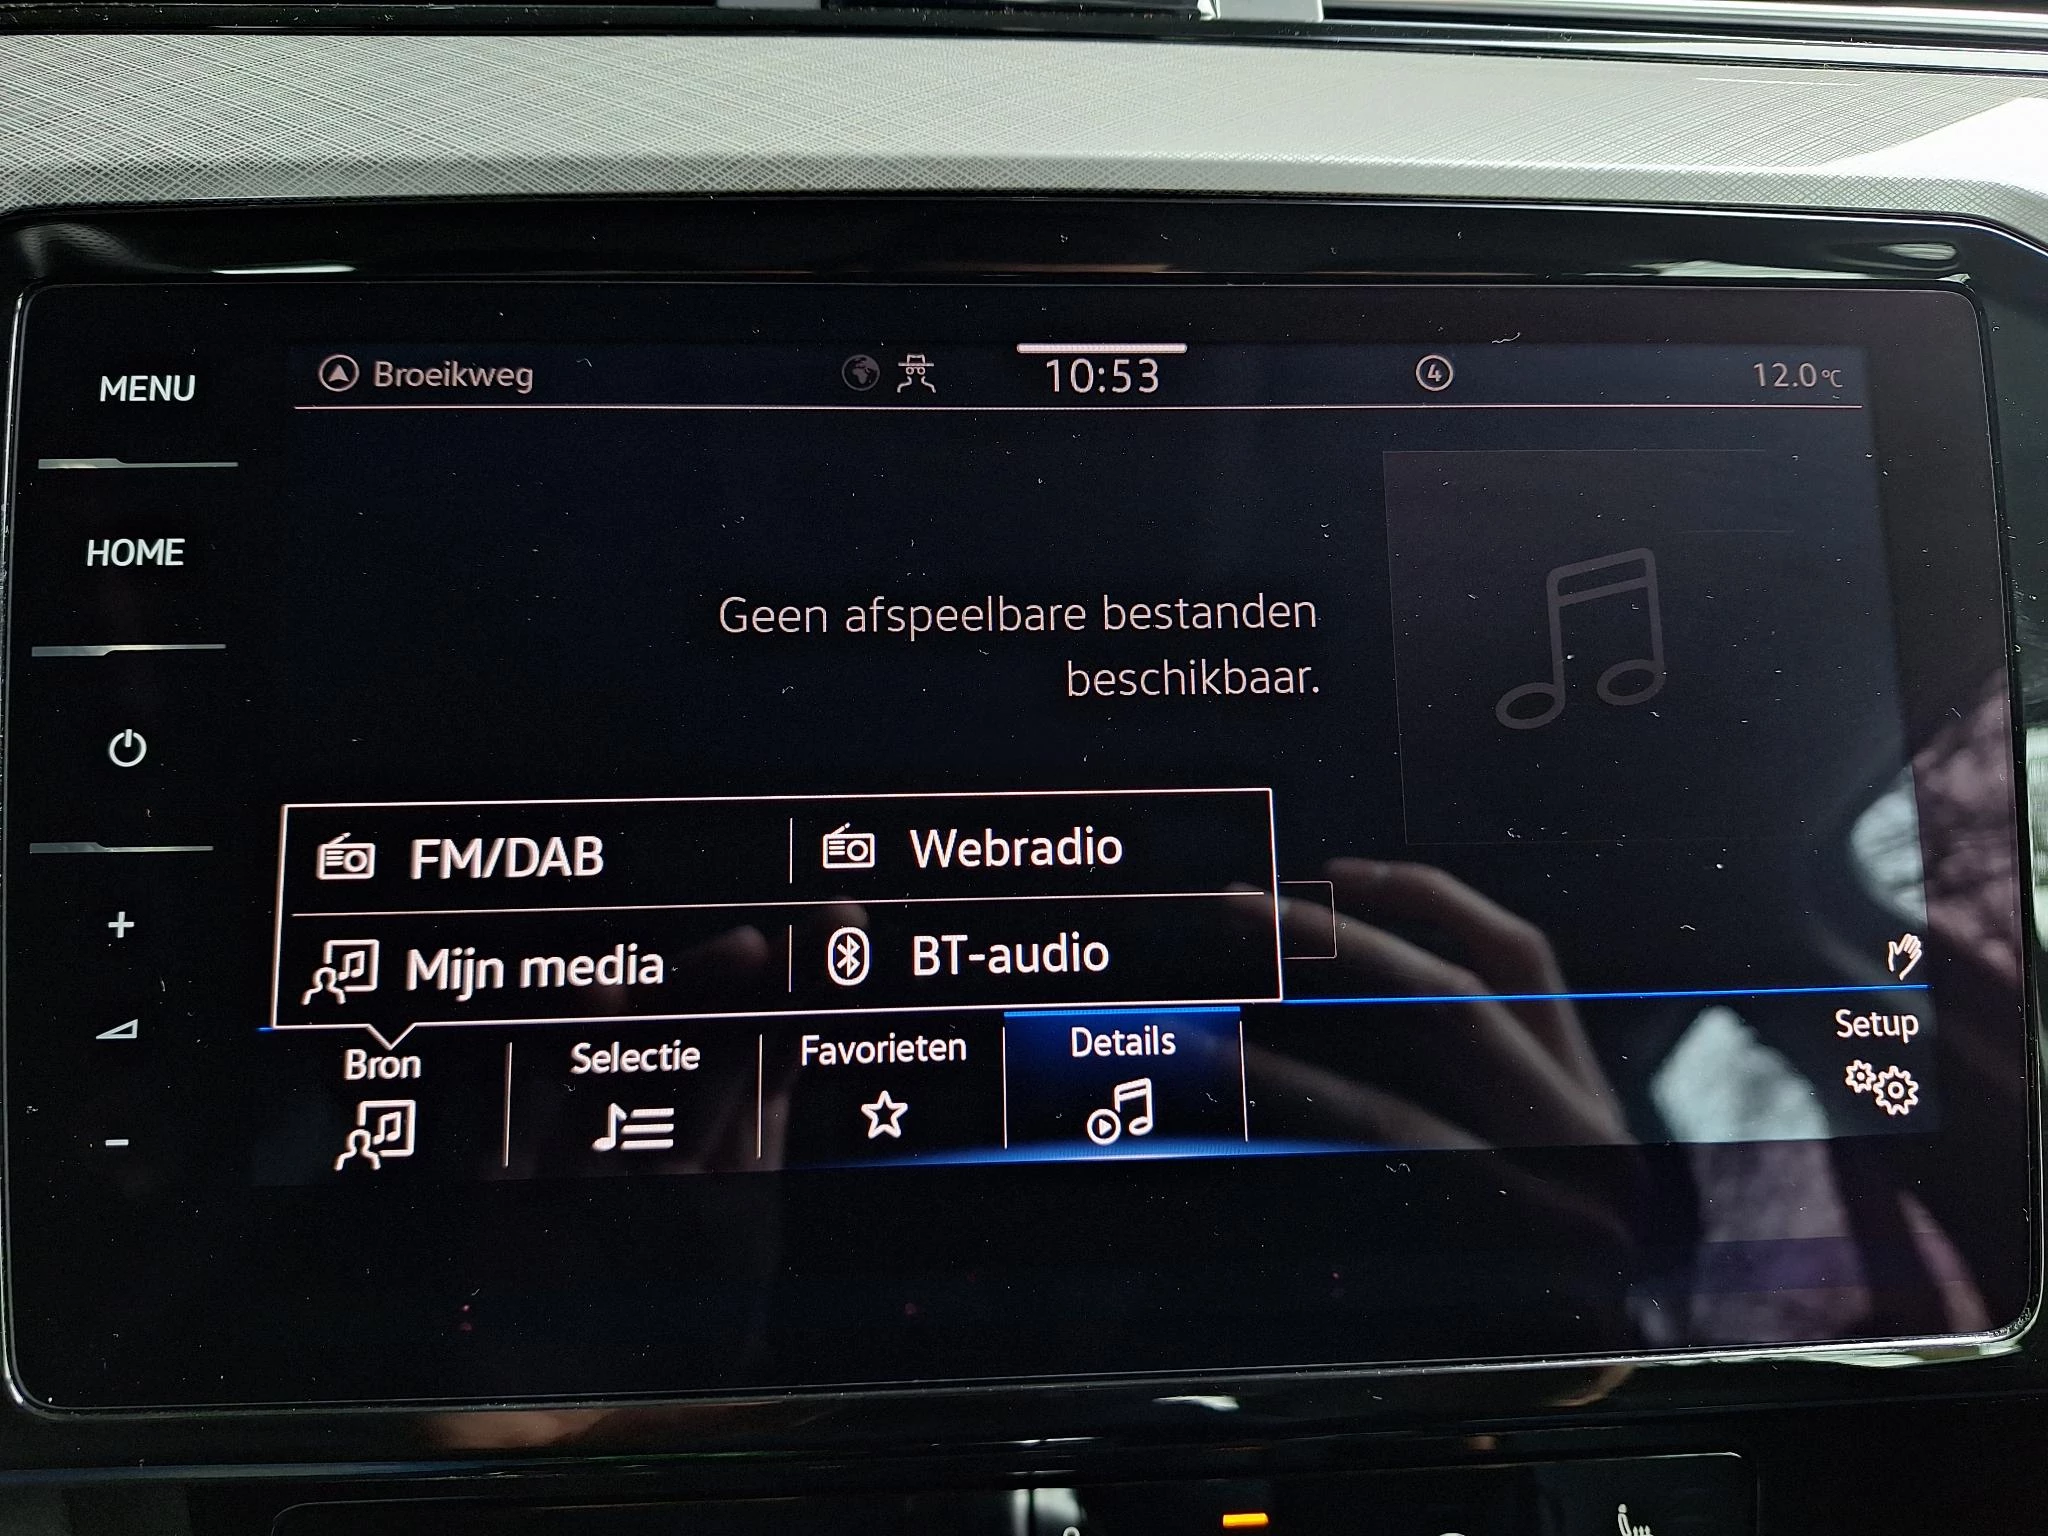 MENU
Broeikweg
10:53
4
12.0°C
HOME
Geen afspeelbare bestanden
beschikbaar.
FM/DAB
Webradio
Mijn media
BT-audio
+
-
Bron
Selectie
Favorieten
Details
Setup